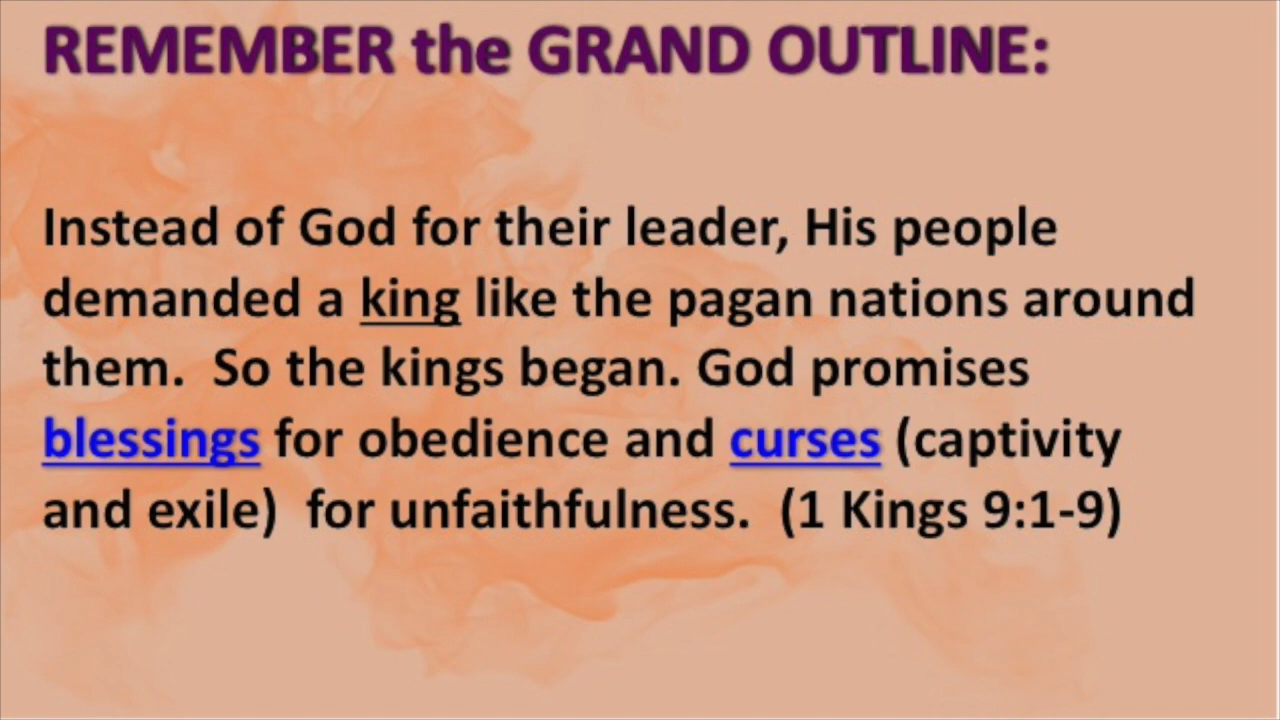 REMEMBER the GRAND OUTLINE:
Instead of God for their leader, His people
demanded a king like the pagan nations around
them.  So the kings began. God promises
blessings for obedience and curses (captivity
and exile)  for unfaithfulness.  (1 Kings 9:1-9)